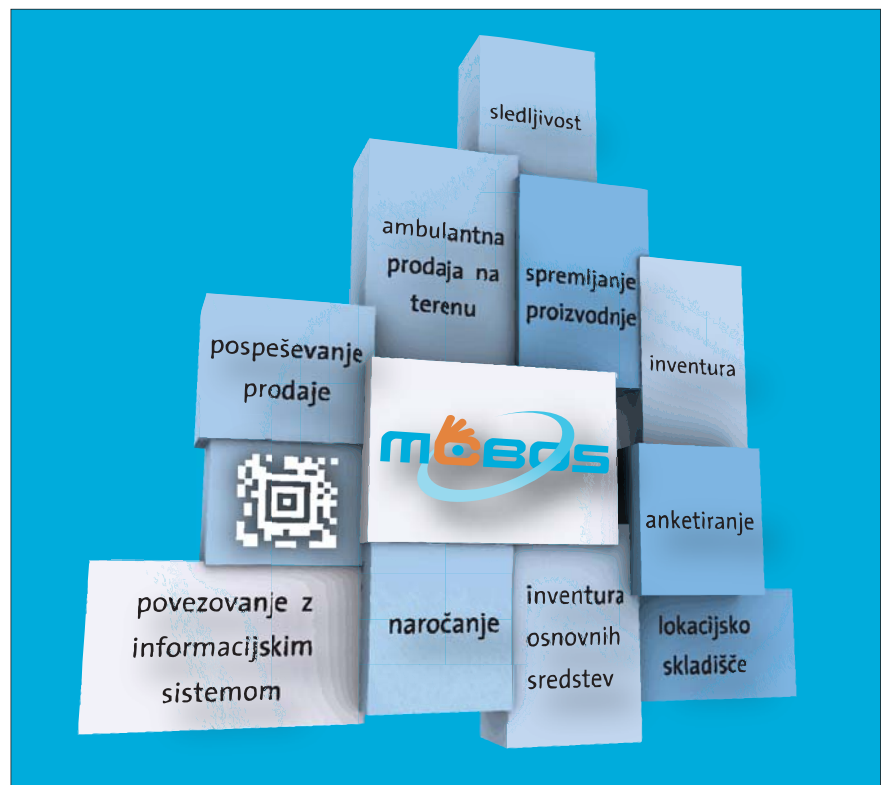 sledljivost
ambulantna
prodaja na
terenu
spremljanje
proizvodnje
inventura
pospeševanje
prodaje
MOBOS
anketiranje
povezovanje z
informacijskim
sistemom
naročanje
inventura
osnovnih
sredstev
lokacijsko
skladišče